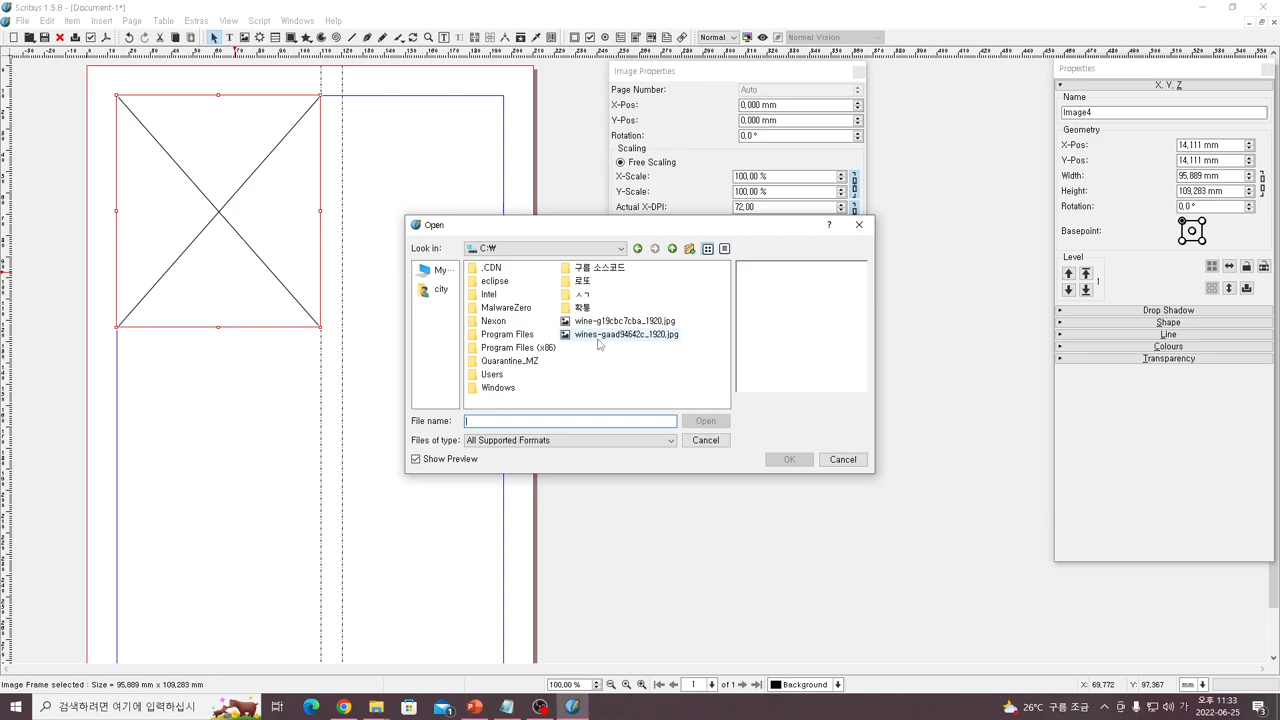 Scribus 1.5.8 - [Document-1*]
File Edit Item Insert Page Table Extras View Script Windows Help
Normal
Normal Vision
Image Properties
Page Number: Auto
X-Pos: 0,000 mm
Y-Pos: 0,000 mm
Rotation: 0,0 °
Scaling
Free Scaling
X-Scale: 100,00 %
Y-Scale: 100,00 %
Actual X-DPI: 72,00
Properties
X, Y, Z
Name
Image4
Geometry
X-Pos: 14,111 mm
Y-Pos: 14,111 mm
Width: 95,889 mm
Height: 109,283 mm
Rotation: 0,0 °
Basepoint:
Level
1
Drop Shadow
Shape
Line
Colours
Transparency
Open
Look in: C:₩
My...
city
.CDN
eclipse
Intel
MalwareZero
Nexon
Program Files
Program Files (x86)
Quarantine_MZ
Users
Windows
구름 소스코드
로또
ㅅㄱ
확통
wine-g19cbc7cba_1920.jpg
wines-gaad94642c_1920.jpg
File name:
Open
Files of type: All Supported Formats
Cancel
Show Preview
OK
Cancel
Image Frame selected : Size = 95,889 mm * 109,283 mm
100,00 %
1 of 1
Background
X: 69,772
Y: 97,367
mm
검색하려면 여기에 입력하십시오
26°C 구름 조금
가
오전 11:33
2022-06-25
3